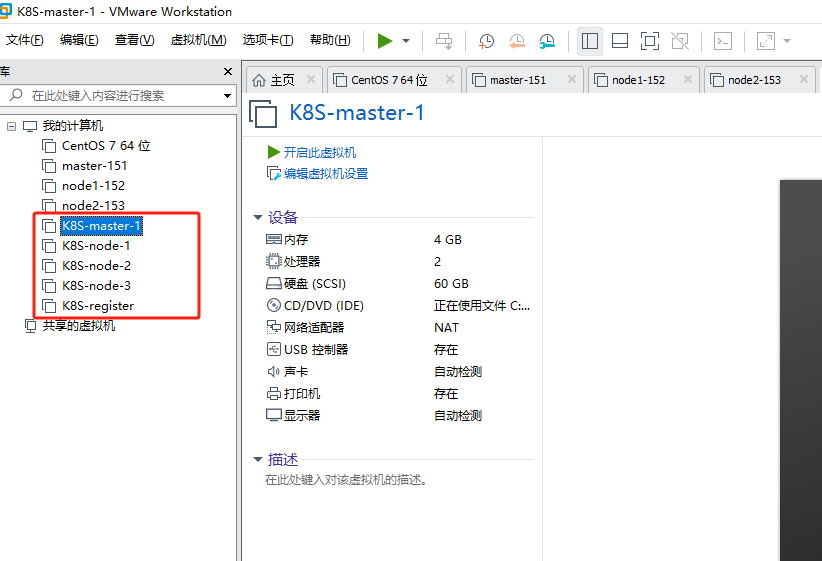 K8S-master-1 - VMware Workstation
文件(F) 编辑(E) 查看(V) 虚拟机(M) 选项卡(T) 帮助(H)
库
在此处键入内容进行搜索
我的计算机
CentOS 7 64 位
master-151
node1-152
node2-153
K8S-master-1
K8S-node-1
K8S-node-2
K8S-node-3
K8S-register
共享的虚拟机
主页 CentOS 7 64 位 master-151 node1-152 node2-153
K8S-master-1
开启此虚拟机
编辑虚拟机设置
设备
内存 4 GB
处理器 2
硬盘 (SCSI) 60 GB
CD/DVD (IDE) 正在使用文件 C:...
网络适配器 NAT
USB 控制器 存在
声卡 自动检测
打印机 存在
显示器 自动检测
描述
在此处键入对该虚拟机的描述。